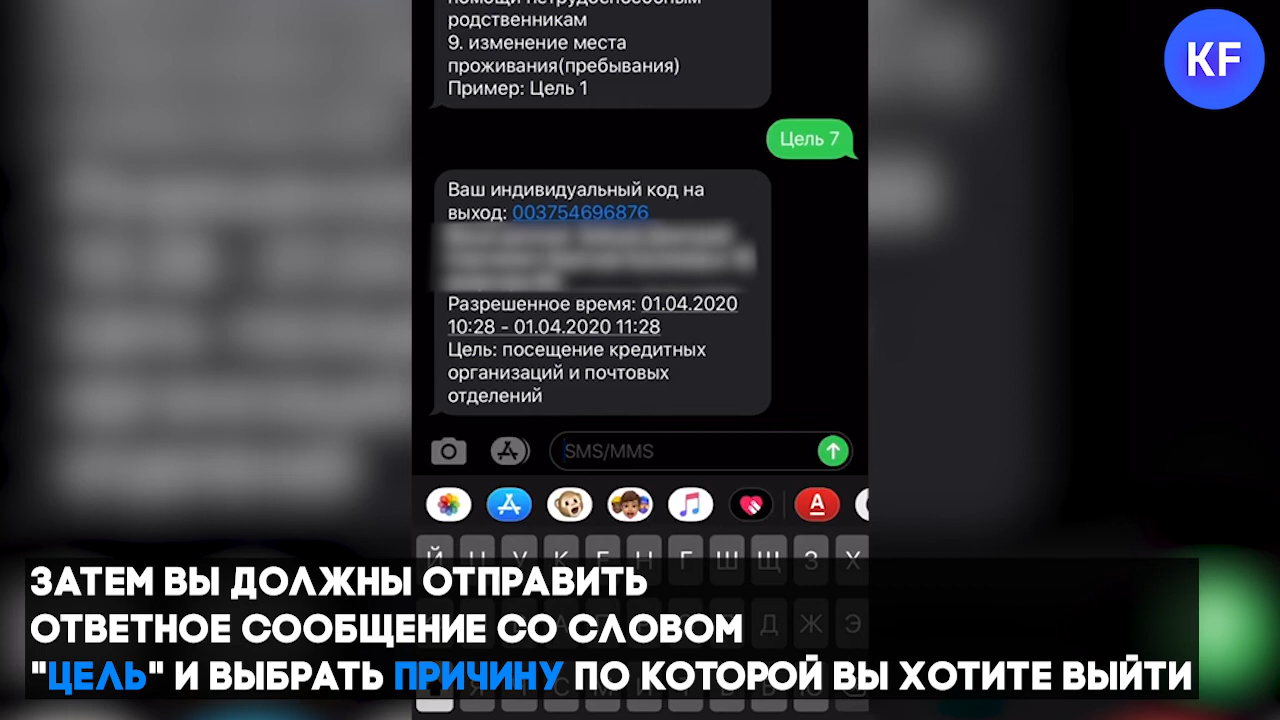 помощи нетрудоспособным
родственникам
9. изменение места
проживания(пребывания)
Пример: Цель 1
KF
Цель 7
Ваш индивидуальный код на
выход: 003754696876
Разрешенное время: 01.04.2020
10:28 - 01.04.2020 11:28
Цель: посещение кредитных
организаций и почтовых
отделений
SMS/MMS
А
Й Ц У К Е Н Г Ш Щ З Х
Д Ж Э
ЗАТЕМ ВЫ ДОЛЖНЫ ОТПРАВИТЬ
ОТВЕТНОЕ СООБЩЕНИЕ СО СЛОВОМ
"ЦЕЛЬ" И ВЫБРАТЬ ПРИЧИНУ ПО КОТОРОЙ ВЫ ХОТИТЕ ВЫЙТИ